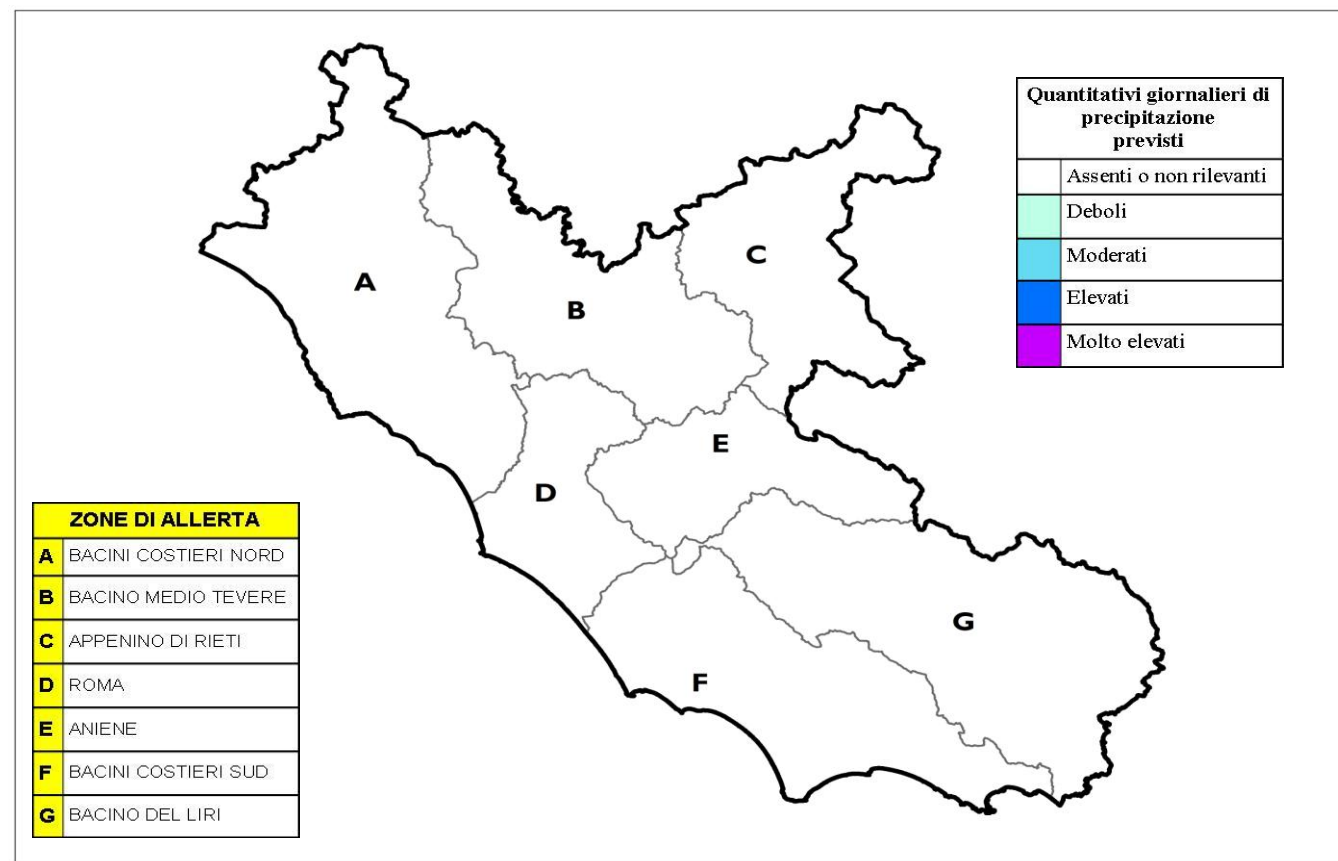 Quantitativi giornalieri di
precipitazione
previsti
Assenti o non rilevanti
Deboli
Moderati
Elevati
Molto elevati
C
A
B
E
D
G
F
ZONE DI ALLERTA
A BACINI COSTIERI NORD
B BACINO MEDIO TEVERE
C APPENINO DI RIETI
D ROMA
E ANIENE
F BACINI COSTIERI SUD
G BACINO DEL LIRI